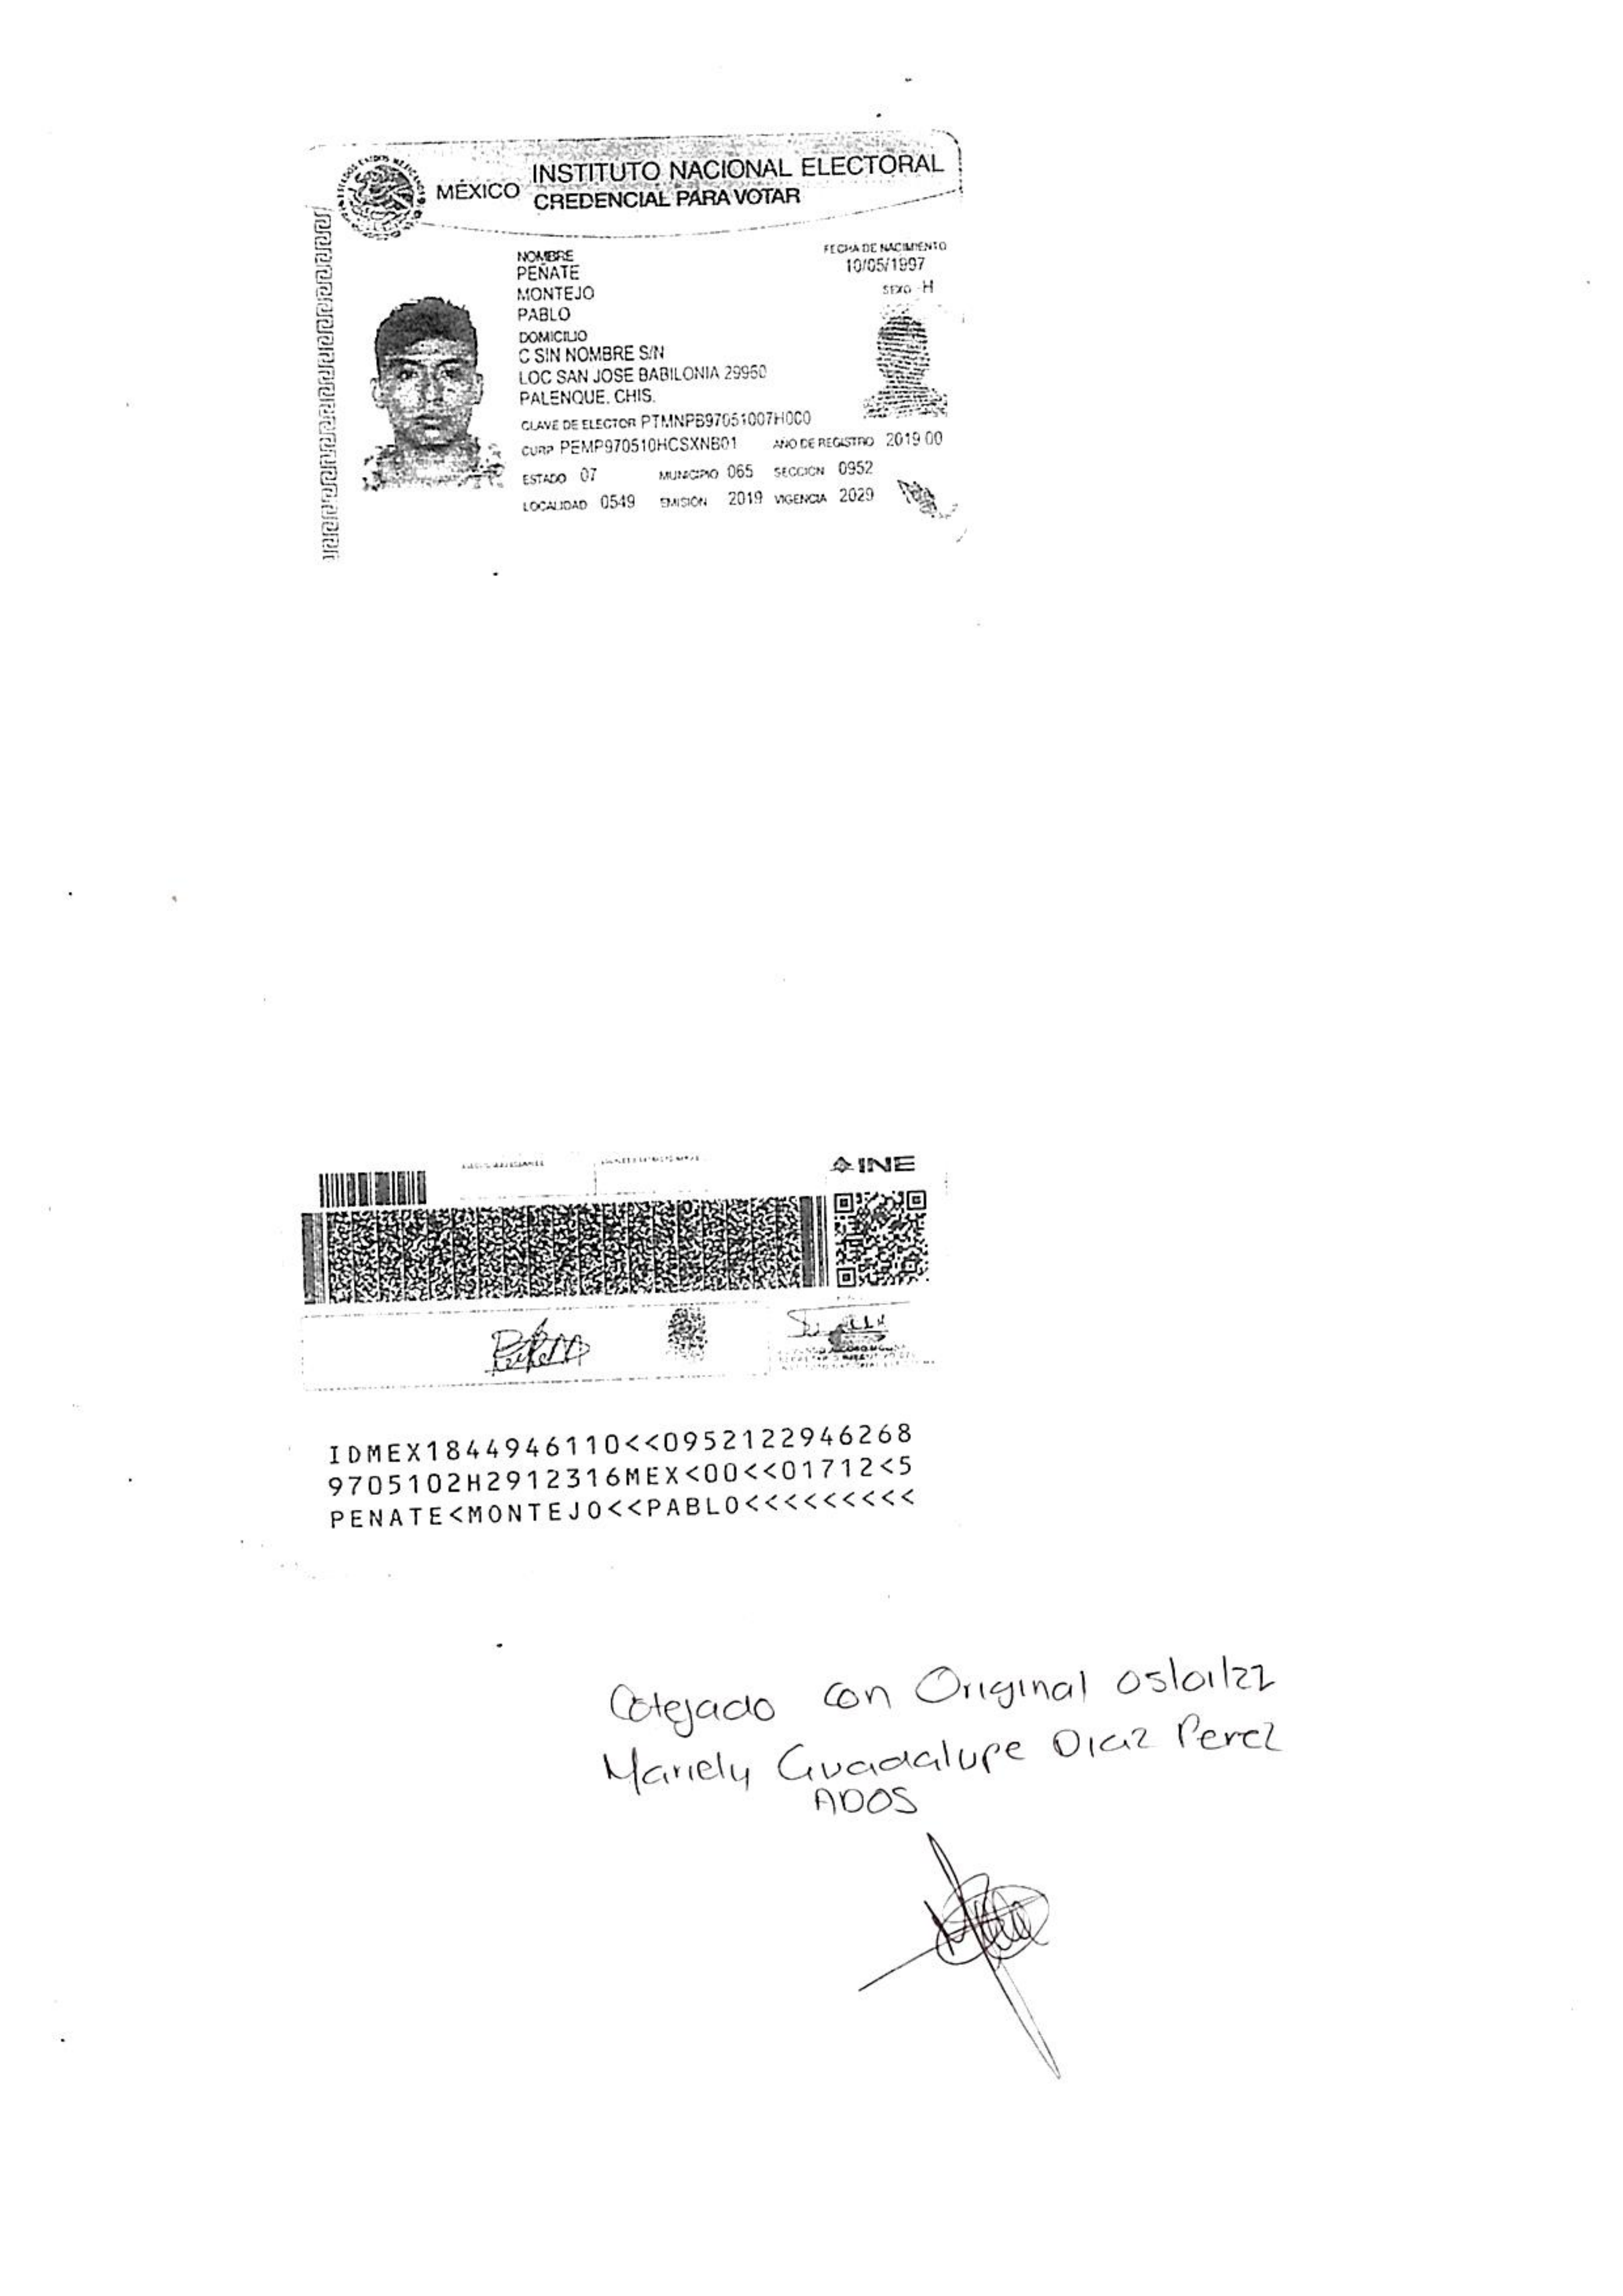 MÉXICO
INSTITUTO NACIONAL ELECTORAL
CREDENCIAL PARA VOTAR
NOMBRE
PEÑATE
MONTEJO
PABLO
FECHA DE NACIMIENTO
10/05/1997
SEXO H
DOMICILIO
C SIN NOMBRE S/N
LOC SAN JOSE BABILONIA 29960
PALENQUE, CHIS.
CLAVE DE ELECTOR PTMNPB97051007H000
CURP PEMP970510HCSXNB01 AÑO DE REGISTRO 2019 00
ESTADO 07 MUNICIPIO 065 SECCIÓN 0952
LOCALIDAD 0549 EMISIÓN 2019 VIGENCIA 2029
INE
IDMEX1844946110<<0952122946268
9705102H2912316MEX<00<<01712<5
PENATE<MONTEJO<<PABLO<<<<<<<<<
Cotejado con Original 05/01/22
Mariely Guadalupe Diaz Perez
ADOS